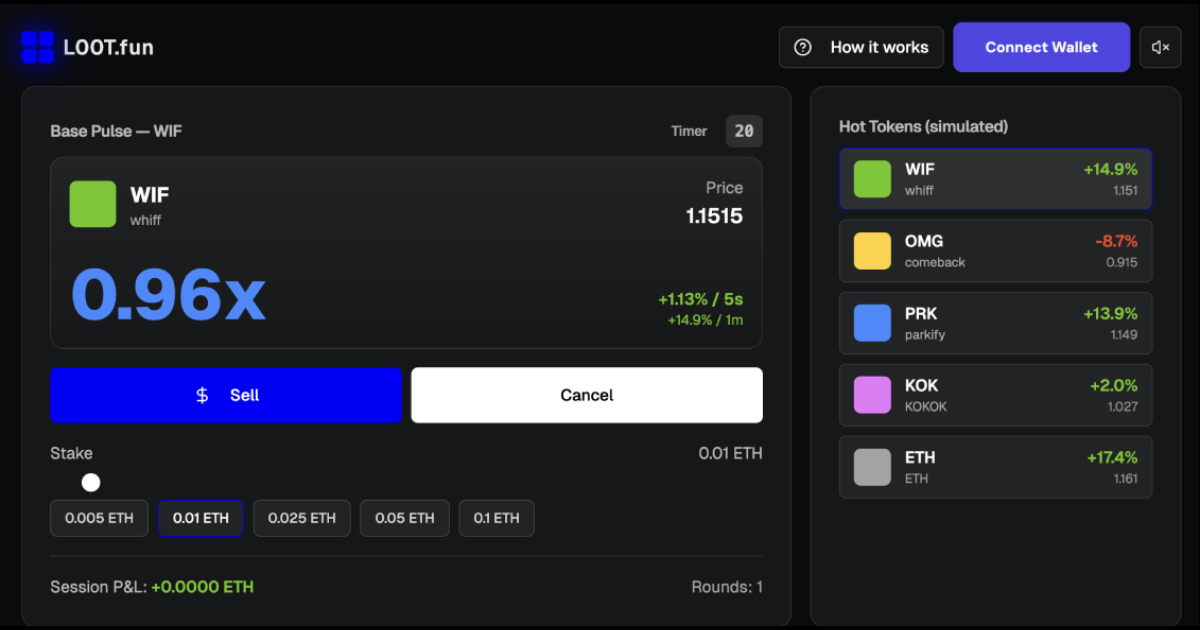 LOOT.fun
How it works
Connect Wallet
Base Pulse — WIF
Timer 20
WIF
whiff
Price
1.1515
0.96x
+1.13% / 5s
+14.9% / 1m
$ Sell
Cancel
Stake
0.01 ETH
0.005 ETH
0.01 ETH
0.025 ETH
0.05 ETH
0.1 ETH
Session P&L: +0.0000 ETH
Rounds: 1
Hot Tokens (simulated)
WIF
+14.9%
whiff
1.151
OMG
-8.7%
comeback
0.915
PRK
+13.9%
parkify
1.149
KOK
+2.0%
KOKOK
1.027
ETH
+17.4%
ETH
1.161